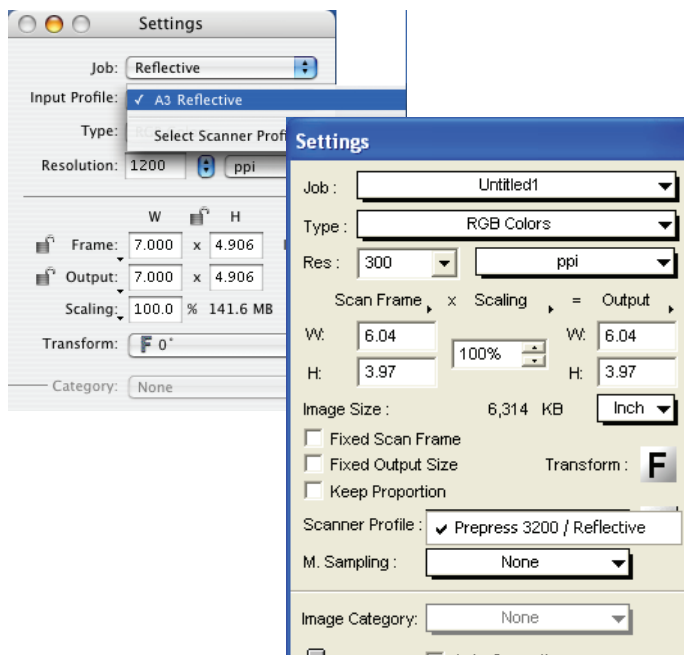 Settings
Job: Reflective
Input Profile: ✓ A3 Reflective
Type: Select Scanner
Resolution: 1200 ppi
W H
Frame: 7.000 x 4.906
Output: 7.000 x 4.906
Scaling: 100.0 % 141.6 MB
Transform: F 0°
Category: None
Settings
Job : Untitled1
Type : RGB Colors
Res : 300 ppi
Scan Frame x Scaling = Output
W: 6.04 100% W: 6.04
H: 3.97 H: 3.97
Image Size : 6,314 KB Inch
Fixed Scan Frame
Fixed Output Size Transform : F
Keep Proportion
Scanner Profile : ✓ Prepress 3200 / Reflective
M. Sampling : None
Image Category: None